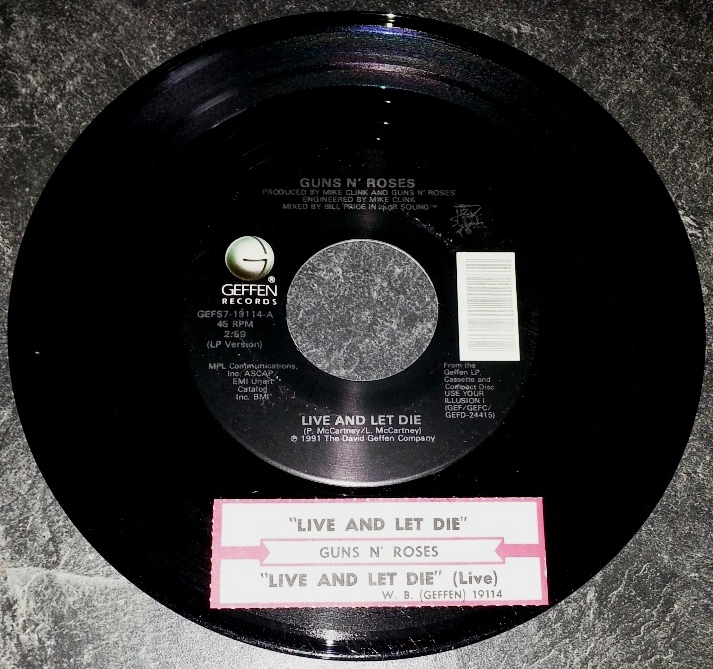 GUNS N' ROSES
PRODUCED BY MIKE CLINK AND GUNS N' ROSES
ENGINEERED BY MIKE CLINK
MIXED BY BILL PRICE IN SOUND™
GEFFEN®
RECORDS
GEFS7-19114-A
45 RPM
2:59
(LP Version)
MPL Communications,
Inc. ASCAP/
EMI Unart
Catalog
Inc. BMI
From the
Geffen LP,
Cassette and
Compact Disc
USE YOUR
ILLUSION I
(GEF/GEFC/
GEFD-24415)
LIVE AND LET DIE
(P. McCartney/L. McCartney)
℗ 1991 The David Geffen Company
"LIVE AND LET DIE"
GUNS N' ROSES
"LIVE AND LET DIE" (Live)
W. B. (GEFFEN) 19114